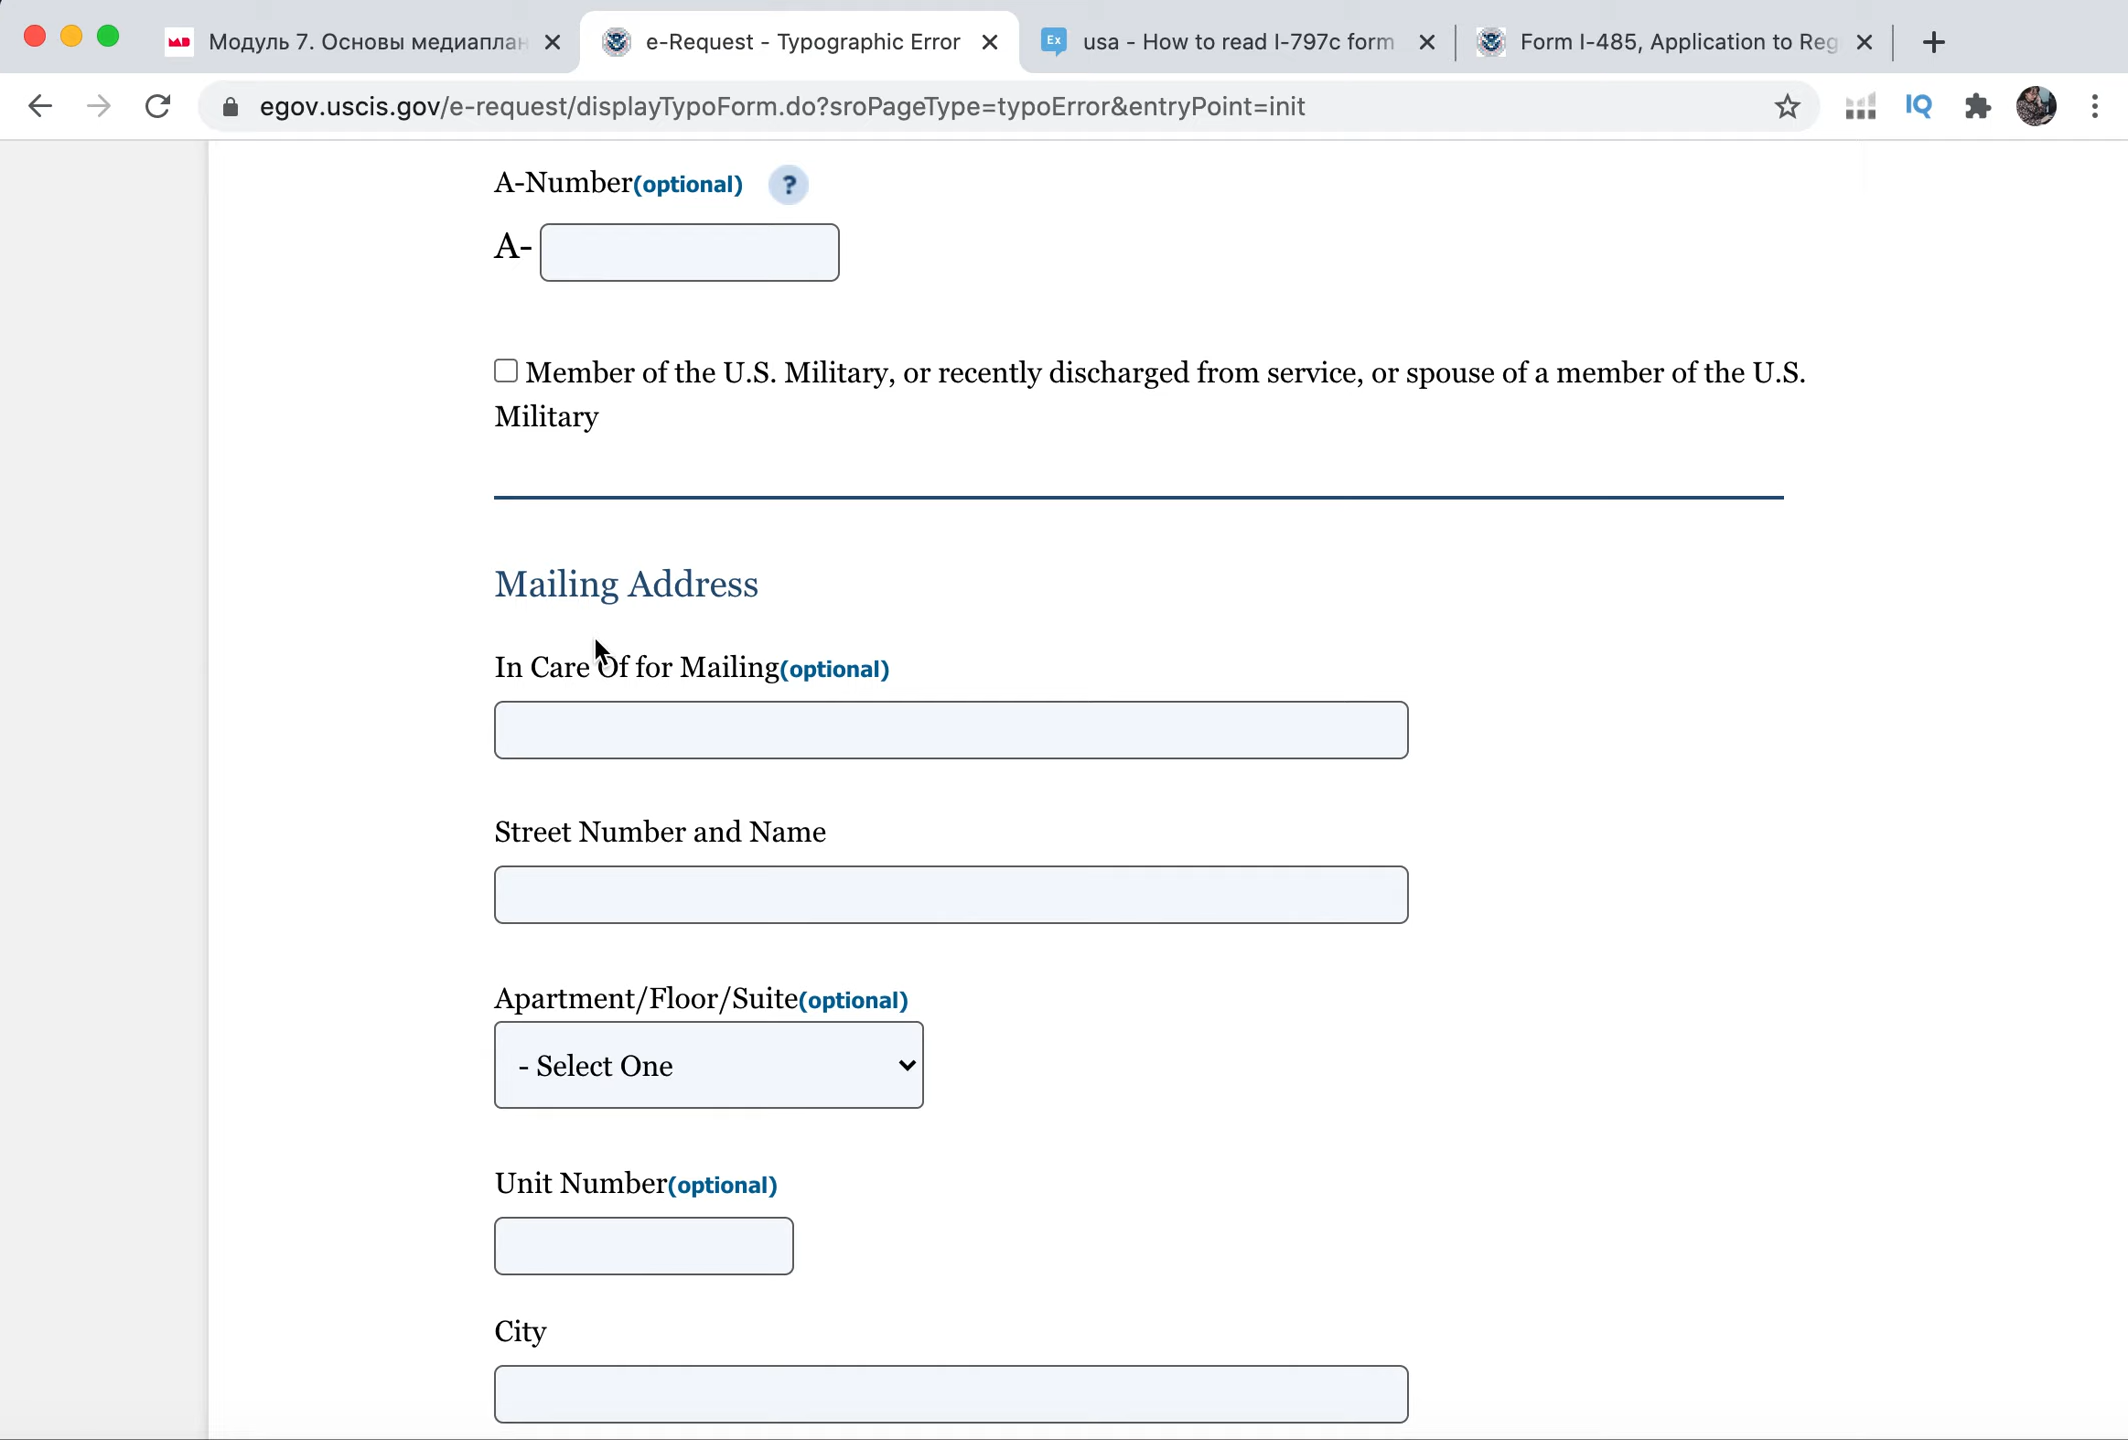 Модуль 7. Основы медиаплан
e-Request - Typographic Error
Ex
usa - How to read I-797c form
Form I-485, Application to Reg
egov.uscis.gov/e-request/displayTypoForm.do?sroPageType=typoError&entryPoint=init
IQ
A-Number(optional) ?
A-
Member of the U.S. Military, or recently discharged from service, or spouse of a member of the U.S.
Military
Mailing Address
In Care Of for Mailing(optional)
Street Number and Name
Apartment/Floor/Suite(optional)
- Select One
Unit Number(optional)
City